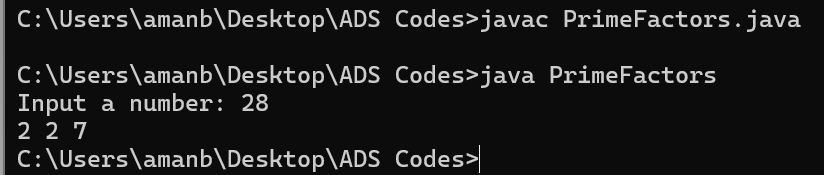 C:\Users\amanb\Desktop\ADS Codes>javac PrimeFactors.java
C:\Users\amanb\Desktop\ADS Codes>java PrimeFactors
Input a number: 28
2 2 7
C:\Users\amanb\Desktop\ADS Codes>